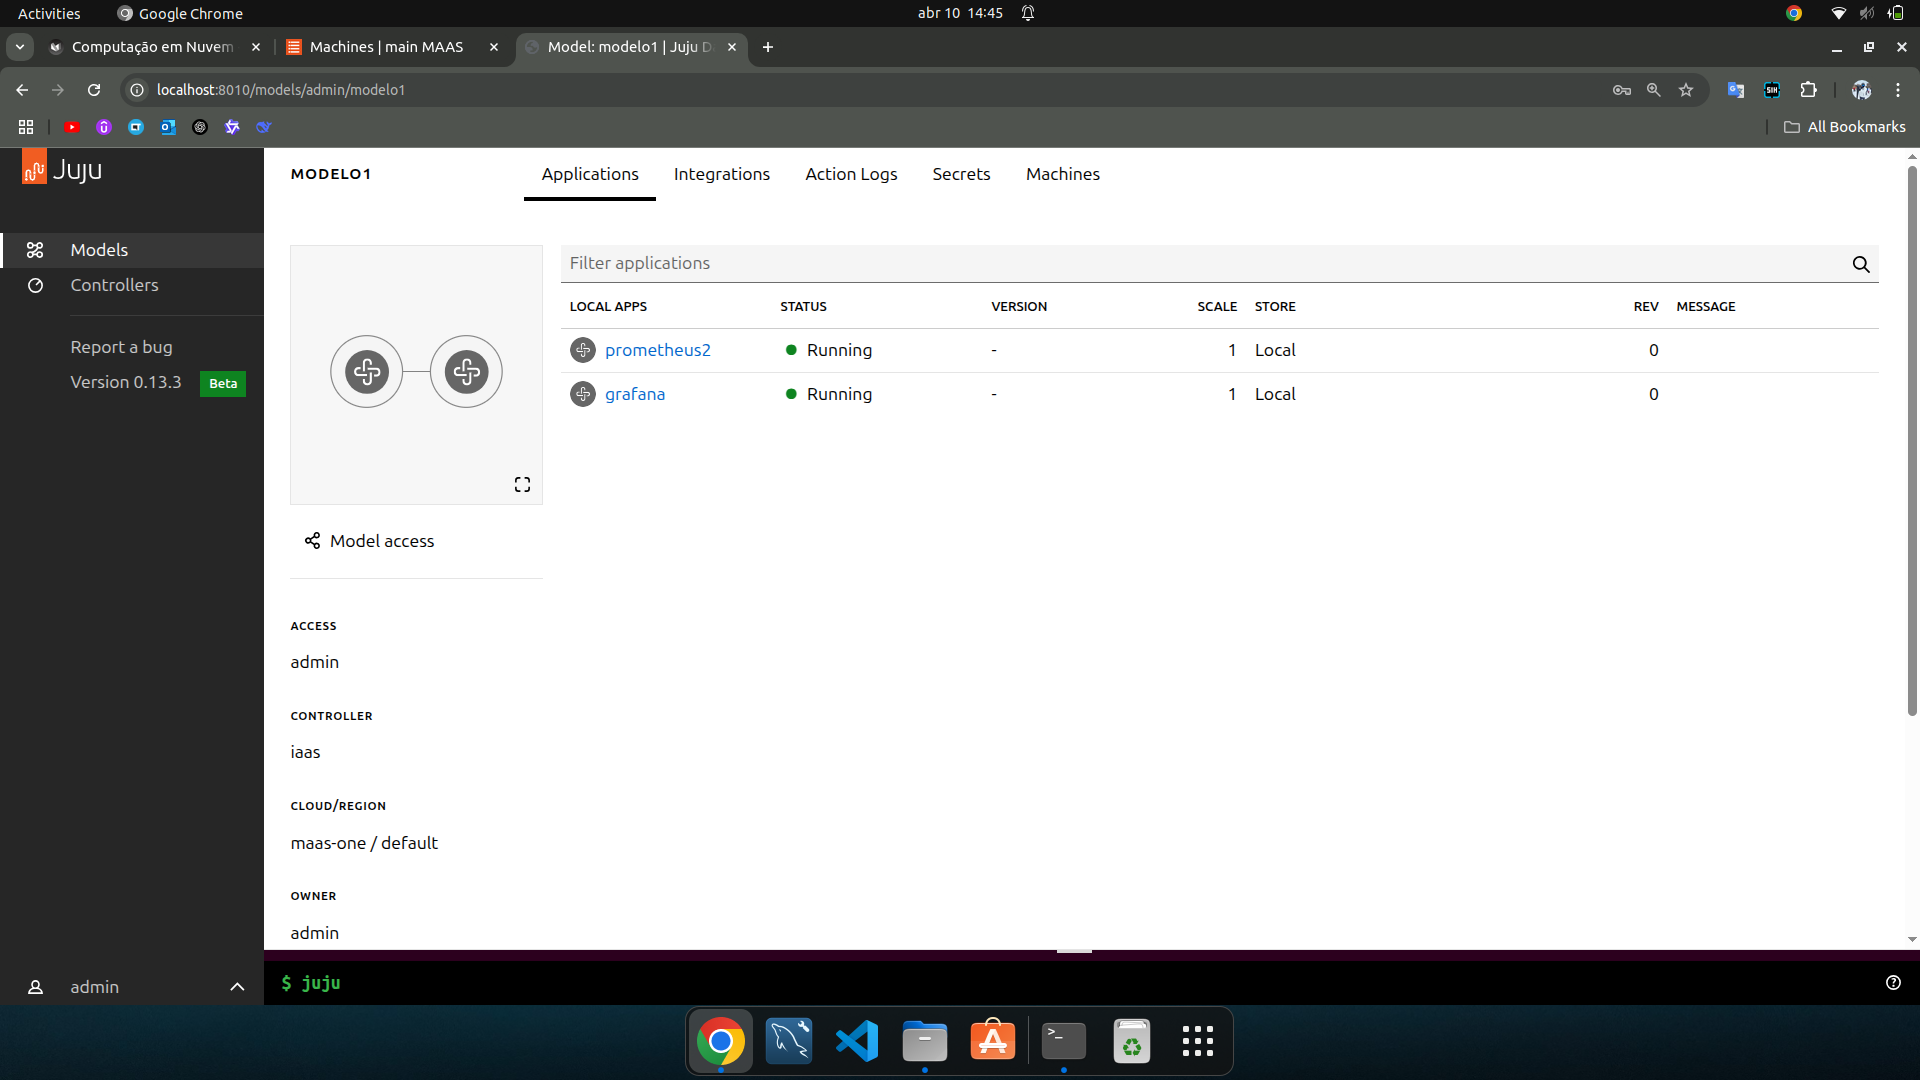 Activities
Google Chrome
abr 10 14:45
Computação em Nuvem
Machines | main MAAS
Model: modelo1 | Juju D
localhost:8010/models/admin/modelo1
All Bookmarks
Juju
Models
Controllers
Report a bug
Version 0.13.3
Beta
admin
MODELO1
Applications
Integrations
Action Logs
Secrets
Machines
Model access
ACCESS
admin
CONTROLLER
iaas
CLOUD/REGION
maas-one / default
OWNER
admin
Filter applications
LOCAL APPS STATUS VERSION SCALE STORE REV MESSAGE
prometheus2 Running - 1 Local 0
grafana Running - 1 Local 0
$ juju